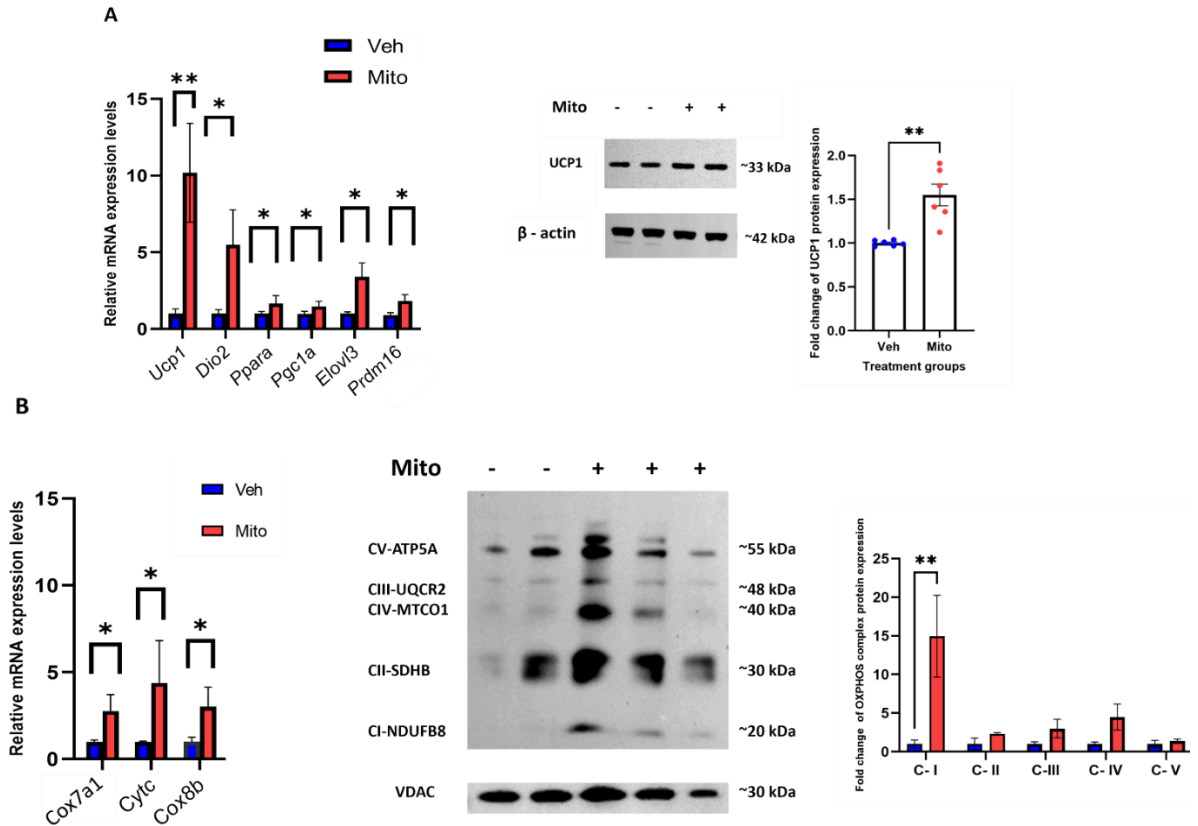 A
Veh
Mito
Relative mRNA expression levels
15
10
5
0
**
*
*
*
*
*
Ucp1
Dio2
Ppara
Pgc1a
Elovl3
Prdm16
Mito - - + +
UCP1 ~33 kDa
β - actin ~42 kDa
Fold change of UCP1 protein expression
2.0
1.5
1.0
0.5
0.0
**
Veh Mito
Treatment groups
B
Veh
Mito
Relative mRNA expression levels
15
10
5
0
*
*
*
Cox7a1
Cytc
Cox8b
Mito - - + + +
CV-ATP5A ~55 kDa
CIII-UQCR2 ~48 kDa
CIV-MTCO1 ~40 kDa
CII-SDHB ~30 kDa
CI-NDUFB8 ~20 kDa
VDAC ~30 kDa
Fold change of OXPHOS complex protein expression
25
20
15
10
5
0
**
C- I C- II C-III C- IV C- V